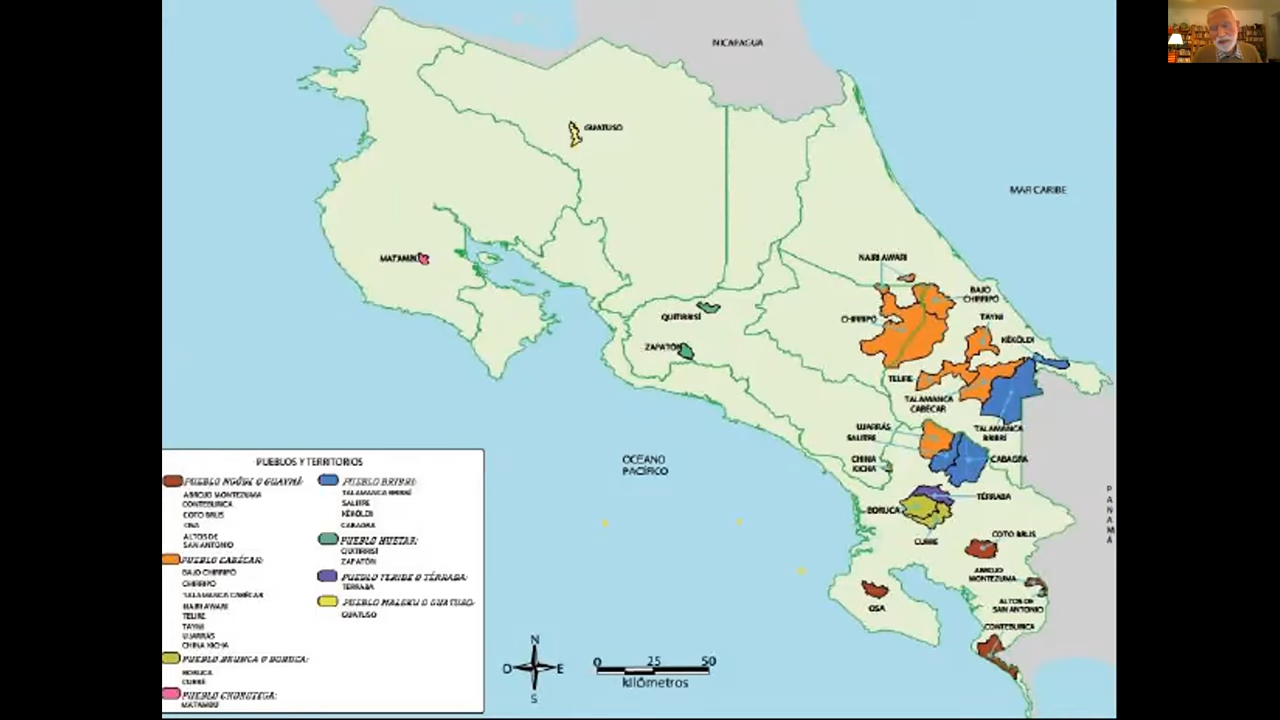 NICARAGUA
GUATUSO
MAR CARIBE
MATAMBÚ
NAIRI AWARI
BAJO
CHIRRIPÓ
QUITIRRISÍ
CHIRRIPÓ
TAYNI
KÉKÖLDI
ZAPATÓN
TELIRE
TALAMANCA
CABÉCAR
UJARRÁS
SALITRE
TALAMANCA
BRIBRI
CHINA
KICHA
CABAGRA
OCEANO
PACÍFICO
PANAMÁ
TÉRRABA
BORUCA
CURRÉ
COTO BRUS
ABROJO
MONTEZUMA
OSA
ALTOS DE
SAN ANTONIO
CONTEBURICA
PUEBLOS Y TERRITORIOS
PUEBLO NGÖBE O GUAYMÍ:
ABROJO MONTEZUMA
CONTEBURICA
COTO BRUS
OSA
ALTOS DE
SAN ANTONIO
PUEBLO CABÉCAR:
BAJO CHIRRIPÓ
CHIRRIPÓ
TALAMANCA CABÉCAR
NAIRI AWARI
TELIRE
TAYNI
UJARRÁS
CHINA KICHA
PUEBLO BRUNCA O BORUCA:
BORUCA
CURRÉ
PUEBLO CHOROTEGA:
MATAMBÚ
PUEBLO BRIBRI:
TALAMANCA BRIBRI
SALITRE
KÉKÖLDI
CABAGRA
PUEBLO HUETAR:
QUITIRRISÍ
ZAPATÓN
PUEBLO TERIBE O TÉRRABA:
TERRABA
PUEBLO MALEKU O GUATUSO:
GUATUSO
N
O E
S
0 25 50
kilómetros